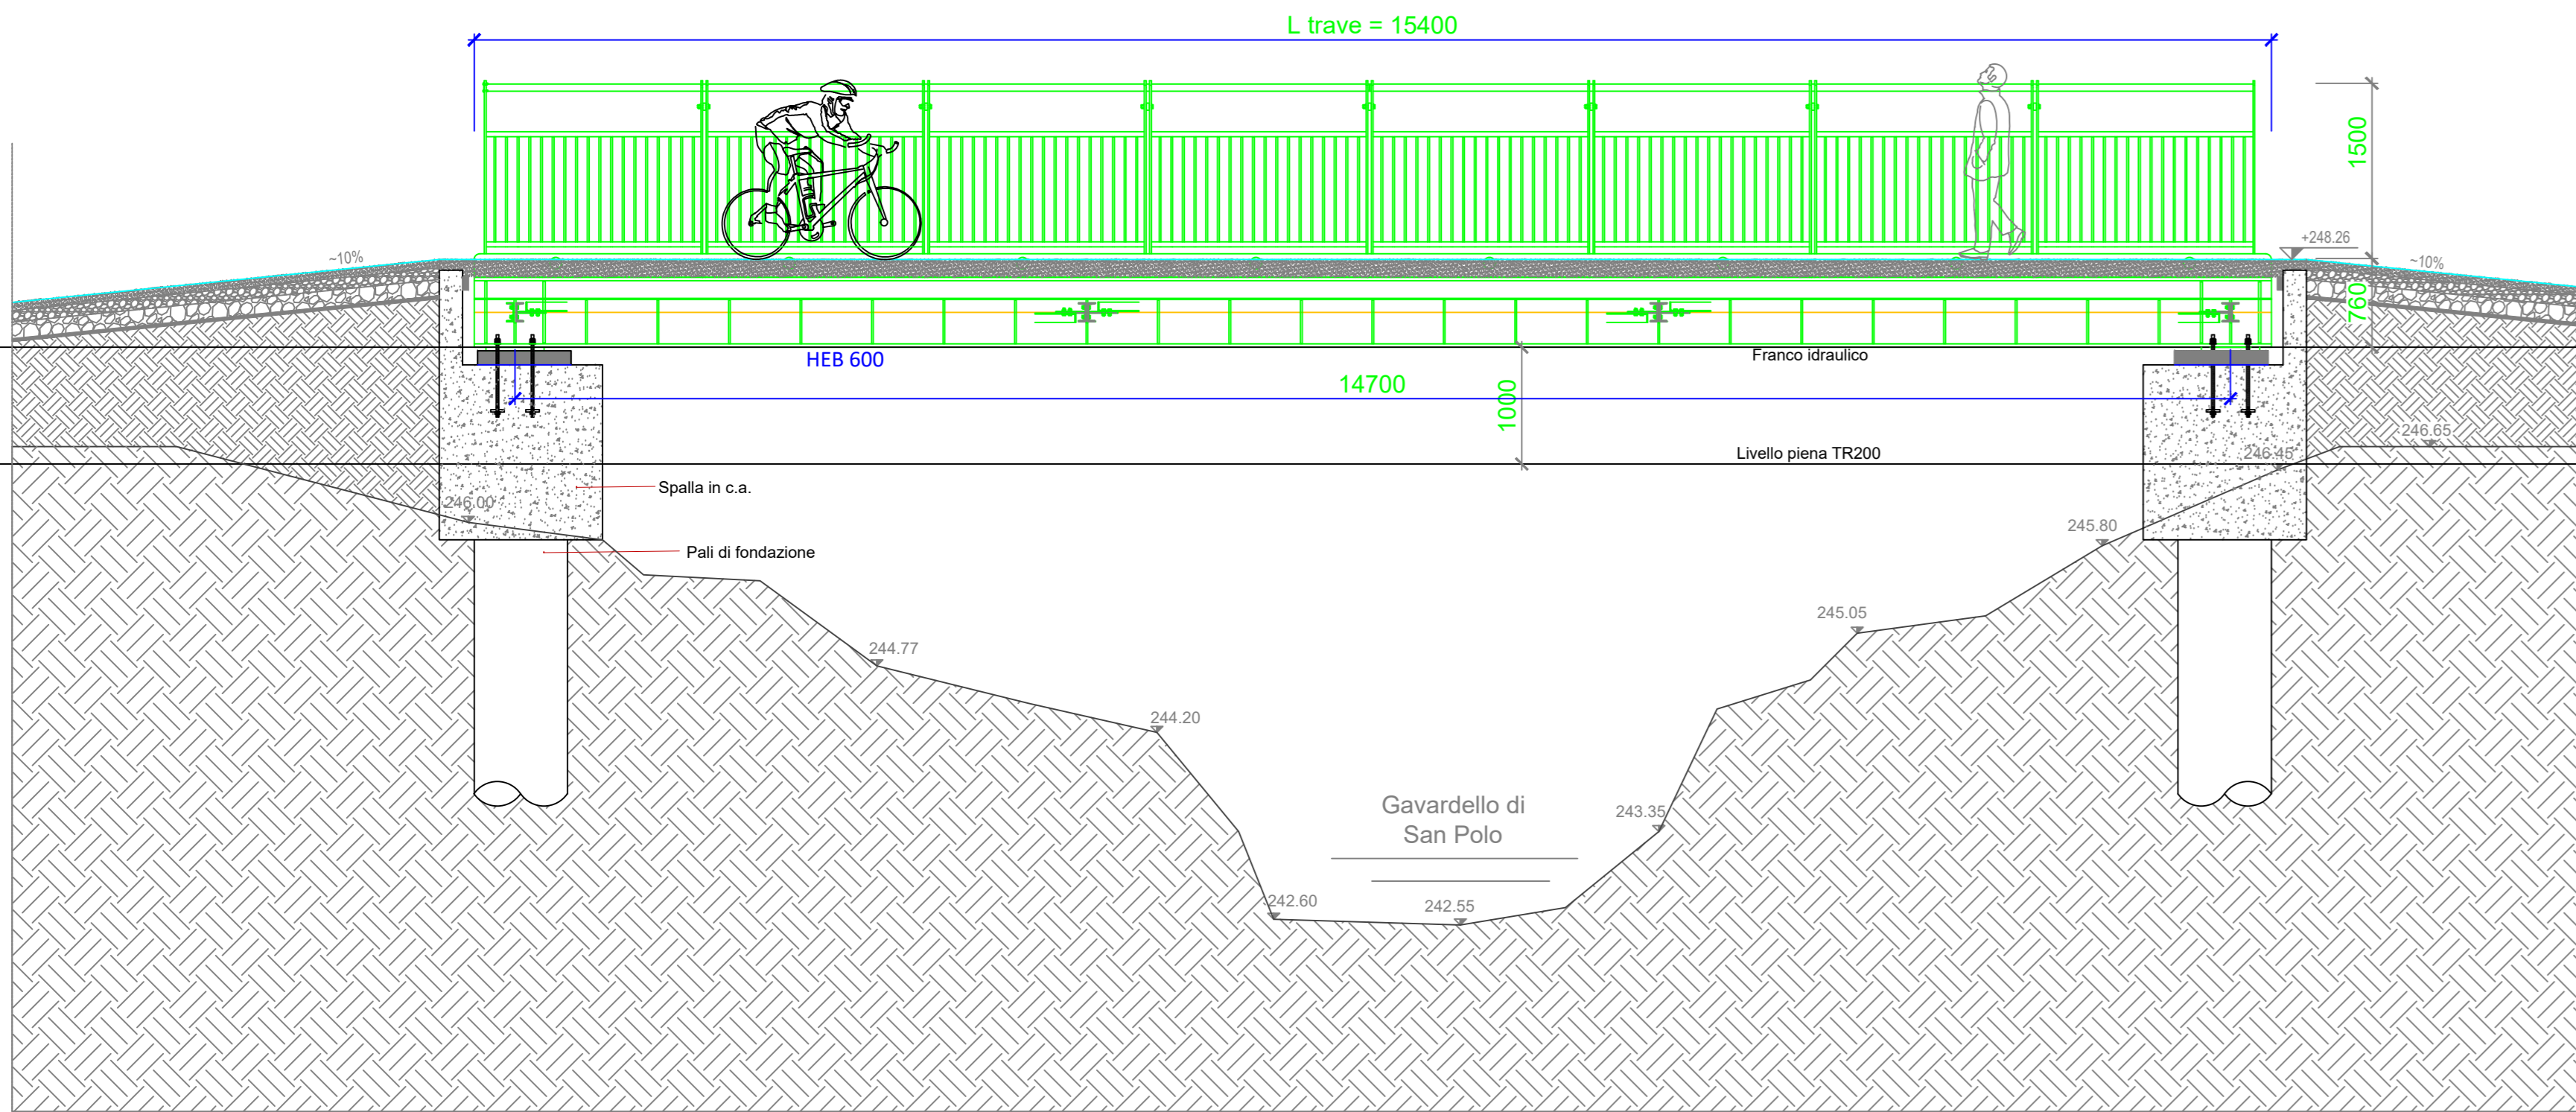 L trave = 15400
1500
+248.26
~10%
~10%
760
HEB 600
Franco idraulico
14700
1000
246.65
246.45
Livello piena TR200
Spalla in c.a.
246.00
245.80
Pali di fondazione
245.05
244.77
244.20
Gavardello di
San Polo
243.35
242.60
242.55